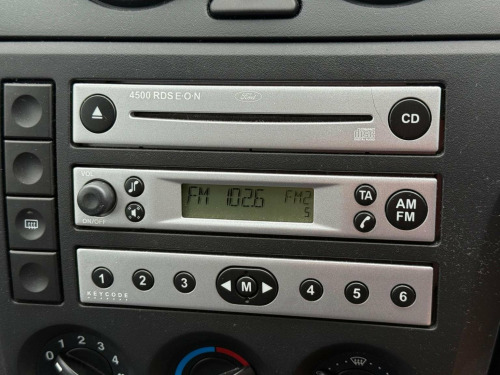 4500 RDS E·O·N
Ford
CD
VOL
ON/OFF
FM 102.6 FM2
5
TA
AM
FM
1 2 3 M 4 5 6
KEYCODE
0 1 2 3 4